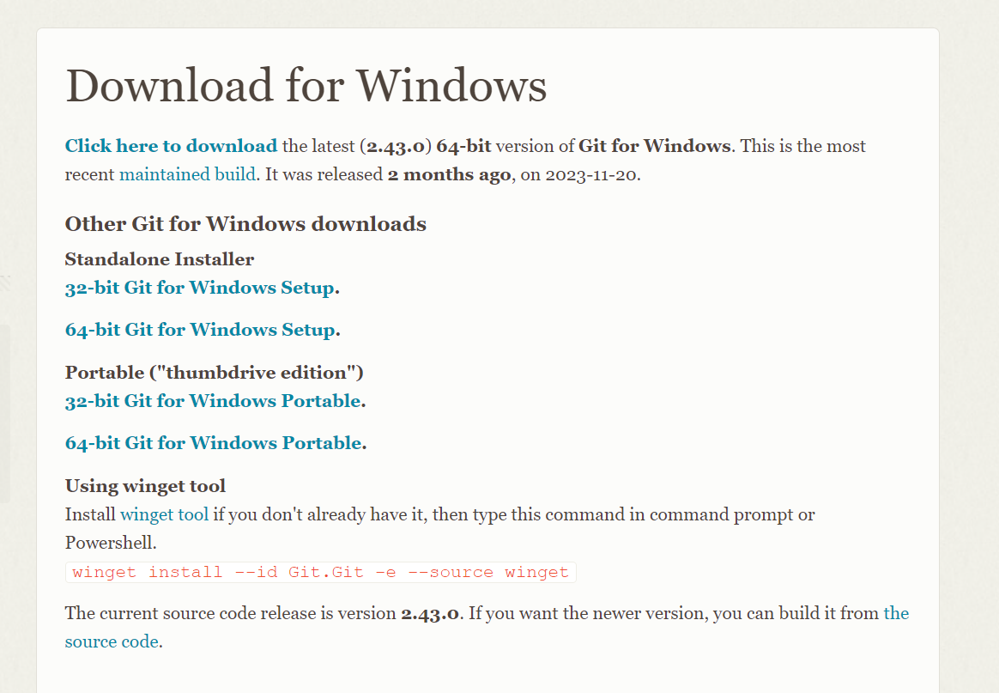 Download for Windows
Click here to download the latest (2.43.0) 64-bit version of Git for Windows. This is the most
recent maintained build. It was released 2 months ago, on 2023-11-20.
Other Git for Windows downloads
Standalone Installer
32-bit Git for Windows Setup.
64-bit Git for Windows Setup.
Portable ("thumbdrive edition")
32-bit Git for Windows Portable.
64-bit Git for Windows Portable.
Using winget tool
Install winget tool if you don't already have it, then type this command in command prompt or
Powershell.
winget install --id Git.Git -e --source winget
The current source code release is version 2.43.0. If you want the newer version, you can build it from the
source code.